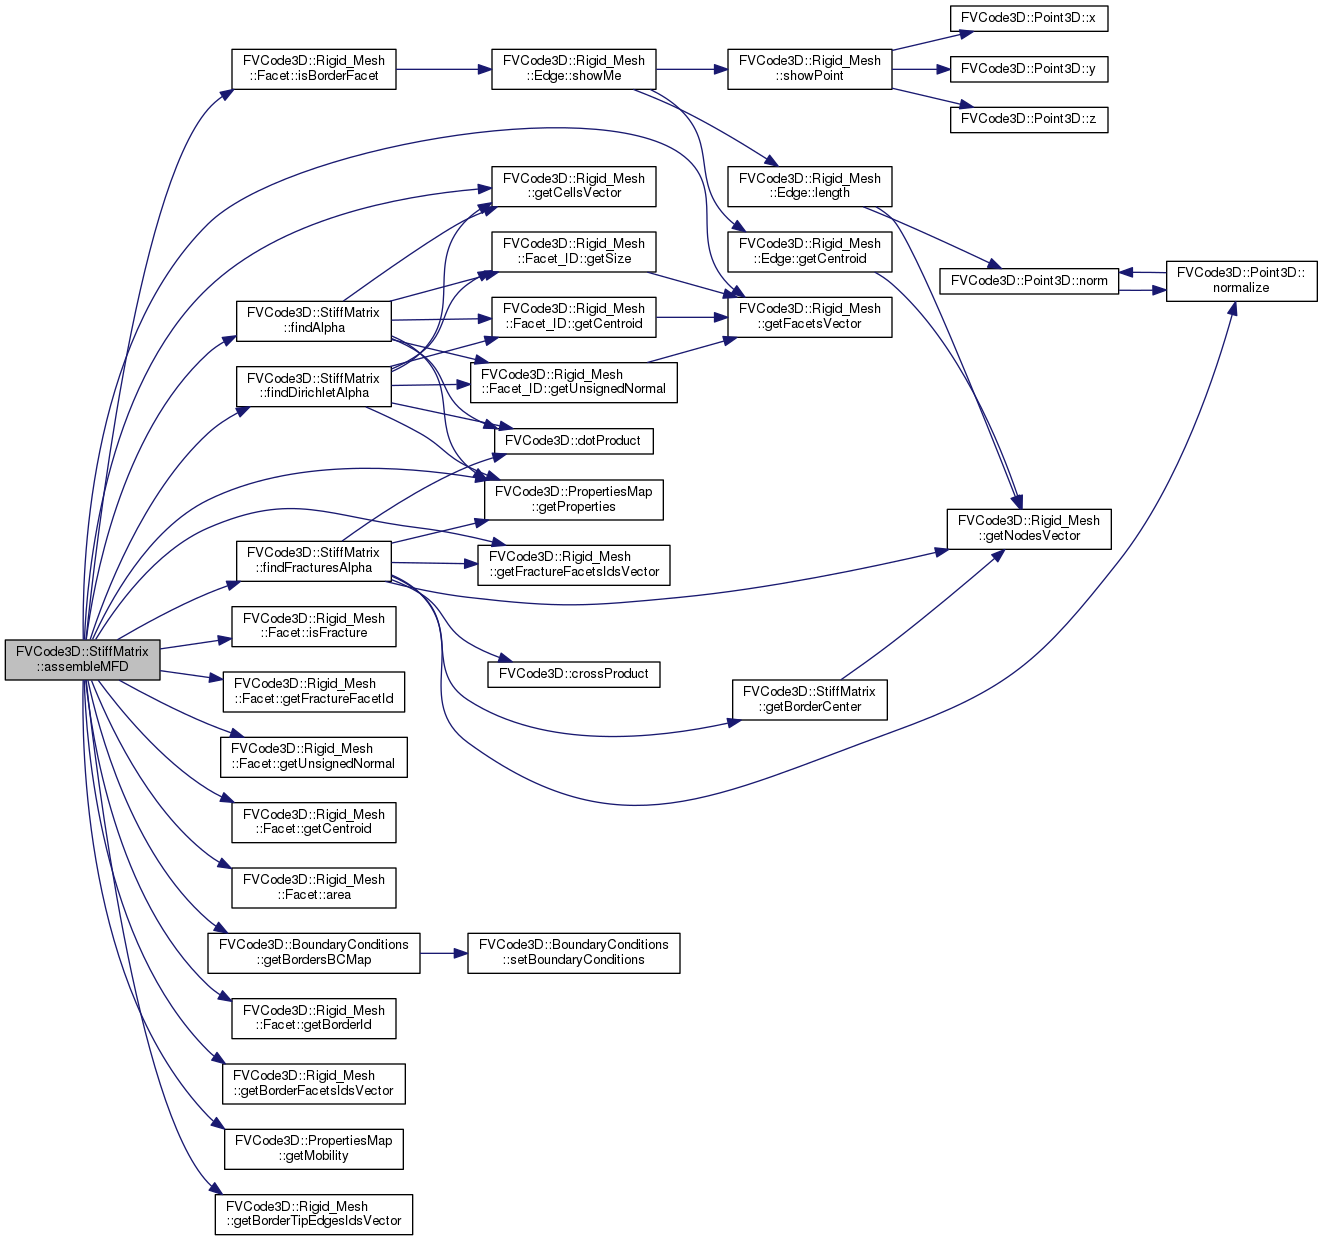 FVCode3D::StiffMatrix
::assembleMFD
FVCode3D::Rigid_Mesh
::Facet::isBorderFacet
FVCode3D::StiffMatrix
::findAlpha
FVCode3D::StiffMatrix
::findDirichletAlpha
FVCode3D::StiffMatrix
::findFracturesAlpha
FVCode3D::Rigid_Mesh
::Facet::isFracture
FVCode3D::Rigid_Mesh
::Facet::getFractureFacetId
FVCode3D::Rigid_Mesh
::Facet::getUnsignedNormal
FVCode3D::Rigid_Mesh
::Facet::getCentroid
FVCode3D::Rigid_Mesh
::Facet::area
FVCode3D::BoundaryConditions
::getBordersBCMap
FVCode3D::Rigid_Mesh
::Facet::getBorderId
FVCode3D::Rigid_Mesh
::getBorderFacetsIdsVector
FVCode3D::PropertiesMap
::getMobility
FVCode3D::Rigid_Mesh
::getBorderTipEdgesIdsVector
FVCode3D::Rigid_Mesh
::Edge::showMe
FVCode3D::Rigid_Mesh
::getCellsVector
FVCode3D::Rigid_Mesh
::Facet_ID::getSize
FVCode3D::Rigid_Mesh
::Facet_ID::getCentroid
FVCode3D::Rigid_Mesh
::Facet_ID::getUnsignedNormal
FVCode3D::dotProduct
FVCode3D::PropertiesMap
::getProperties
FVCode3D::Rigid_Mesh
::getFractureFacetsIdsVector
FVCode3D::crossProduct
FVCode3D::BoundaryConditions
::setBoundaryConditions
FVCode3D::Rigid_Mesh
::showPoint
FVCode3D::Rigid_Mesh
::Edge::length
FVCode3D::Rigid_Mesh
::Edge::getCentroid
FVCode3D::Rigid_Mesh
::getFacetsVector
FVCode3D::StiffMatrix
::getBorderCenter
FVCode3D::Point3D::x
FVCode3D::Point3D::y
FVCode3D::Point3D::z
FVCode3D::Point3D::norm
FVCode3D::Rigid_Mesh
::getNodesVector
FVCode3D::Point3D::
normalize